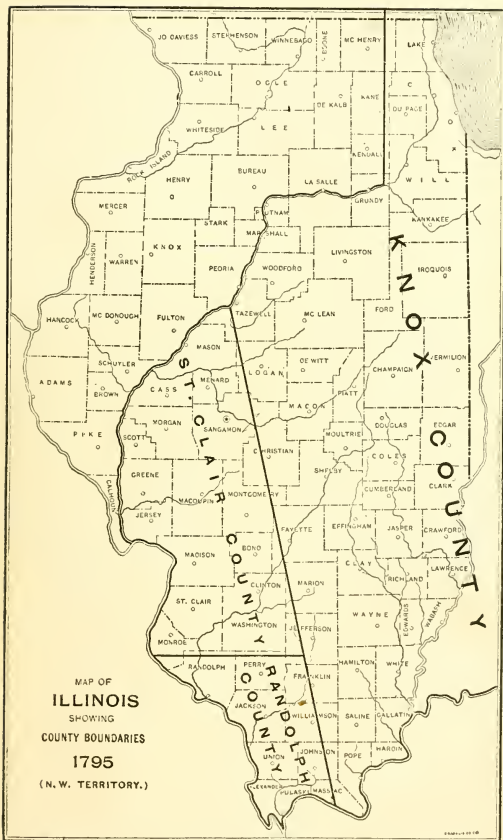 JO DAVIESS
STEPHENSON
WINNEBAGO
BOONE
MC HENRY
LAKE
CARROLL
OGLE
DE KALB
KANE
C
DU PAGE
WHITESIDE
LEE
KENDALL
WILL
ROCK ISLAND
HENRY
BUREAU
LA SALLE
GRUNDY
MERCER
PUTNAM
STARK
MARSHALL
KANKAKEE
HENDERSON
WARREN
KNOX
PEORIA
WOODFORD
LIVINGSTON
IROQUOIS
HANCOCK
MC DONOUGH
FULTON
TAZEWELL
MC LEAN
FORD
MASON
SCHUYLER
LOGAN
DE WITT
CHAMPAIGN
VERMILION
ADAMS
BROWN
CASS
MENARD
PIATT
MACON
MORGAN
SANGAMON
DOUGLAS
EDGAR
PIKE
SCOTT
CHRISTIAN
MOULTRIE
COLES
GREENE
SHELBY
CUMBERLAND
CLARK
CALHOUN
MACOUPIN
MONTGOMERY
JERSEY
FAYETTE
EFFINGHAM
JASPER
CRAWFORD
MADISON
BOND
CLAY
RICHLAND
LAWRENCE
CLINTON
MARION
ST. CLAIR
WASHINGTON
JEFFERSON
WAYNE
EDWARDS
WABASH
MONROE
RANDOLPH
PERRY
FRANKLIN
HAMILTON
WHITE
JACKSON
WILLIAMSON
SALINE
GALLATIN
UNION
JOHNSON
POPE
HARDIN
ALEXANDER
PULASKI
MASSAC
KNOX COUNTY
ST. CLAIR COUNTY
RANDOLPH COUNTY
MAP OF
ILLINOIS
SHOWING
COUNTY BOUNDARIES
1795
(N. W. TERRITORY.)